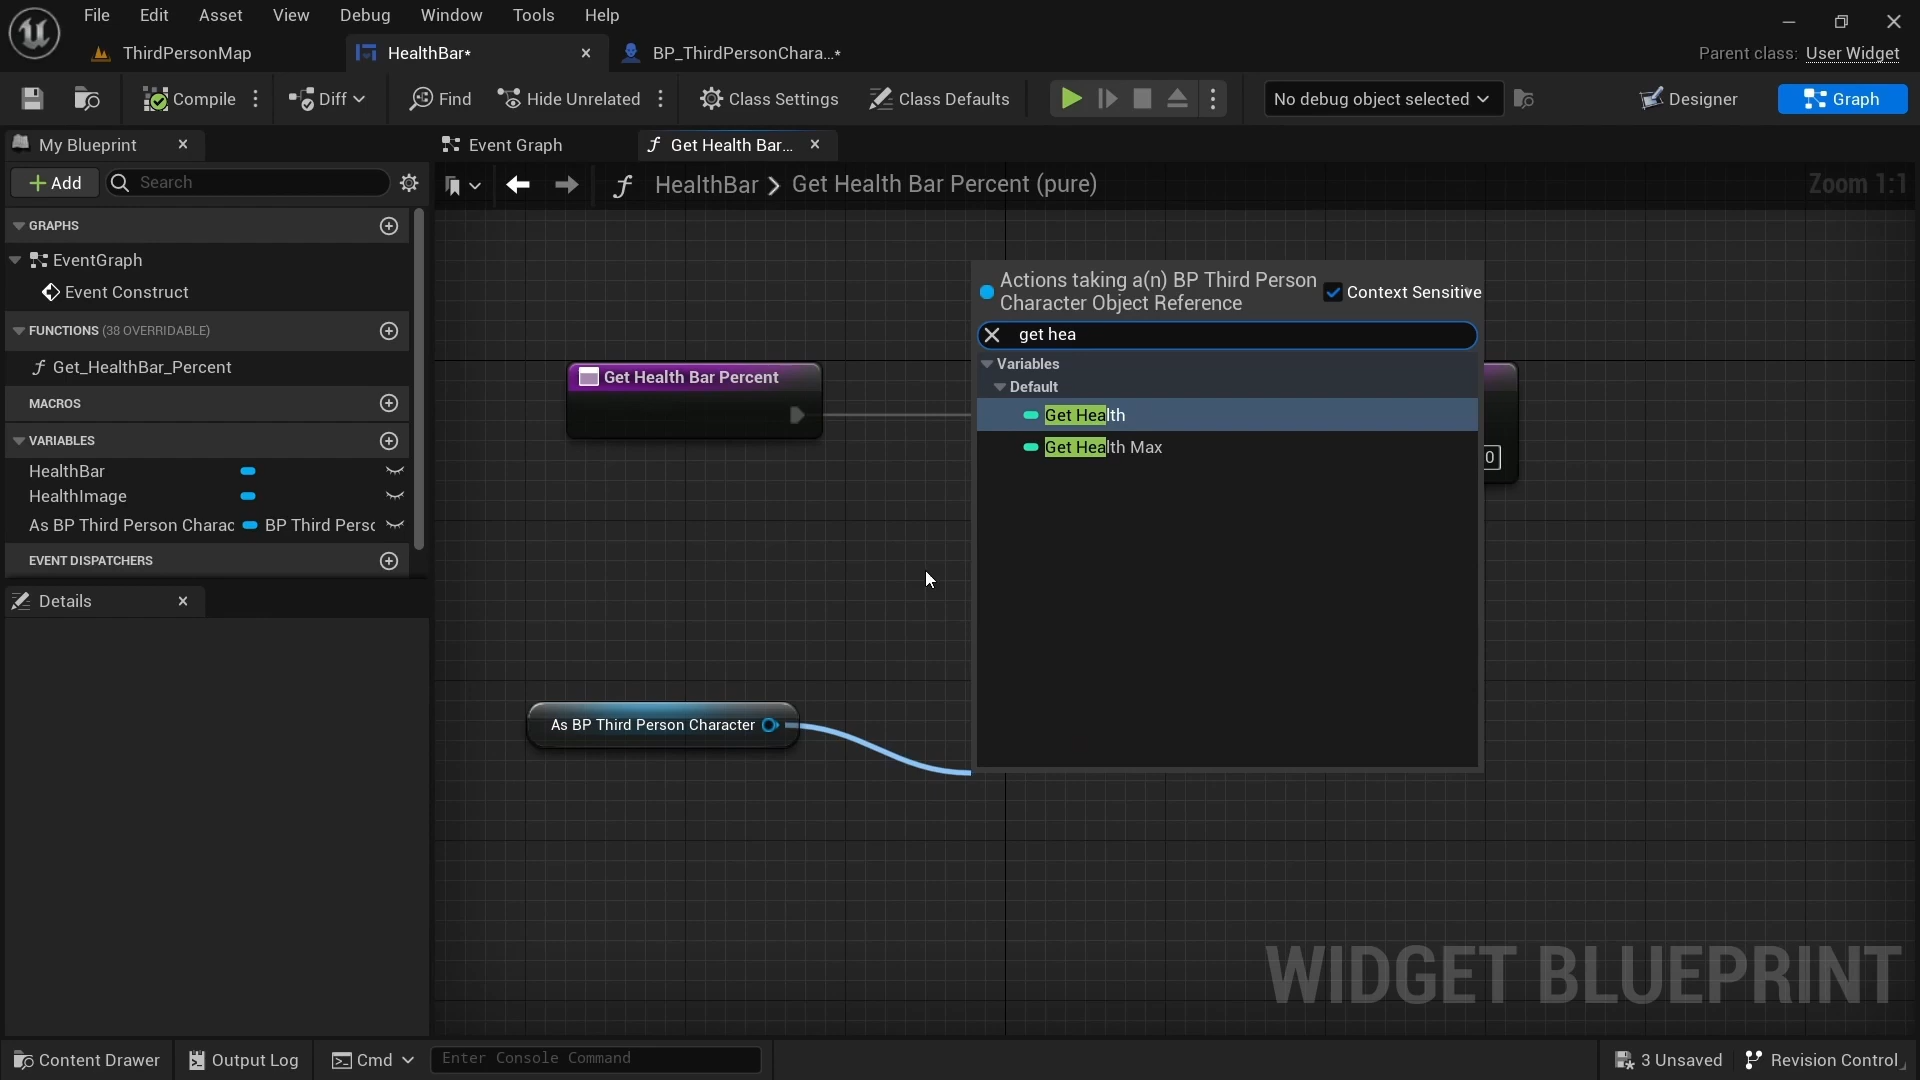 File Edit Asset View Debug Window Tools Help
ThirdPersonMap HealthBar* BP_ThirdPersonChara...* Parent class: User Widget
Compile Diff Find Hide Unrelated Class Settings Class Defaults No debug object selected Designer Graph
My Blueprint Event Graph Get Health Bar...
Add Search HealthBar > Get Health Bar Percent (pure) Zoom 1:1
GRAPHS
EventGraph
Event Construct
FUNCTIONS (38 OVERRIDABLE)
Get_HealthBar_Percent
MACROS
VARIABLES
HealthBar
HealthImage
As BP Third Person Charac BP Third Perso
EVENT DISPATCHERS
Details
Get Health Bar Percent
Actions taking a(n) BP Third Person
Character Object Reference
Context Sensitive
get hea
Variables
Default
Get Health
Get Health Max
0
As BP Third Person Character
WIDGET BLUEPRINT
Content Drawer Output Log Cmd Enter Console Command 3 Unsaved Revision Control